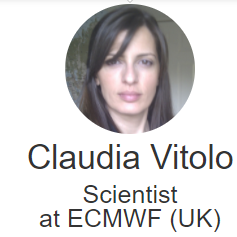 Claudia Vitolo
Scientist
at ECMWF (UK)